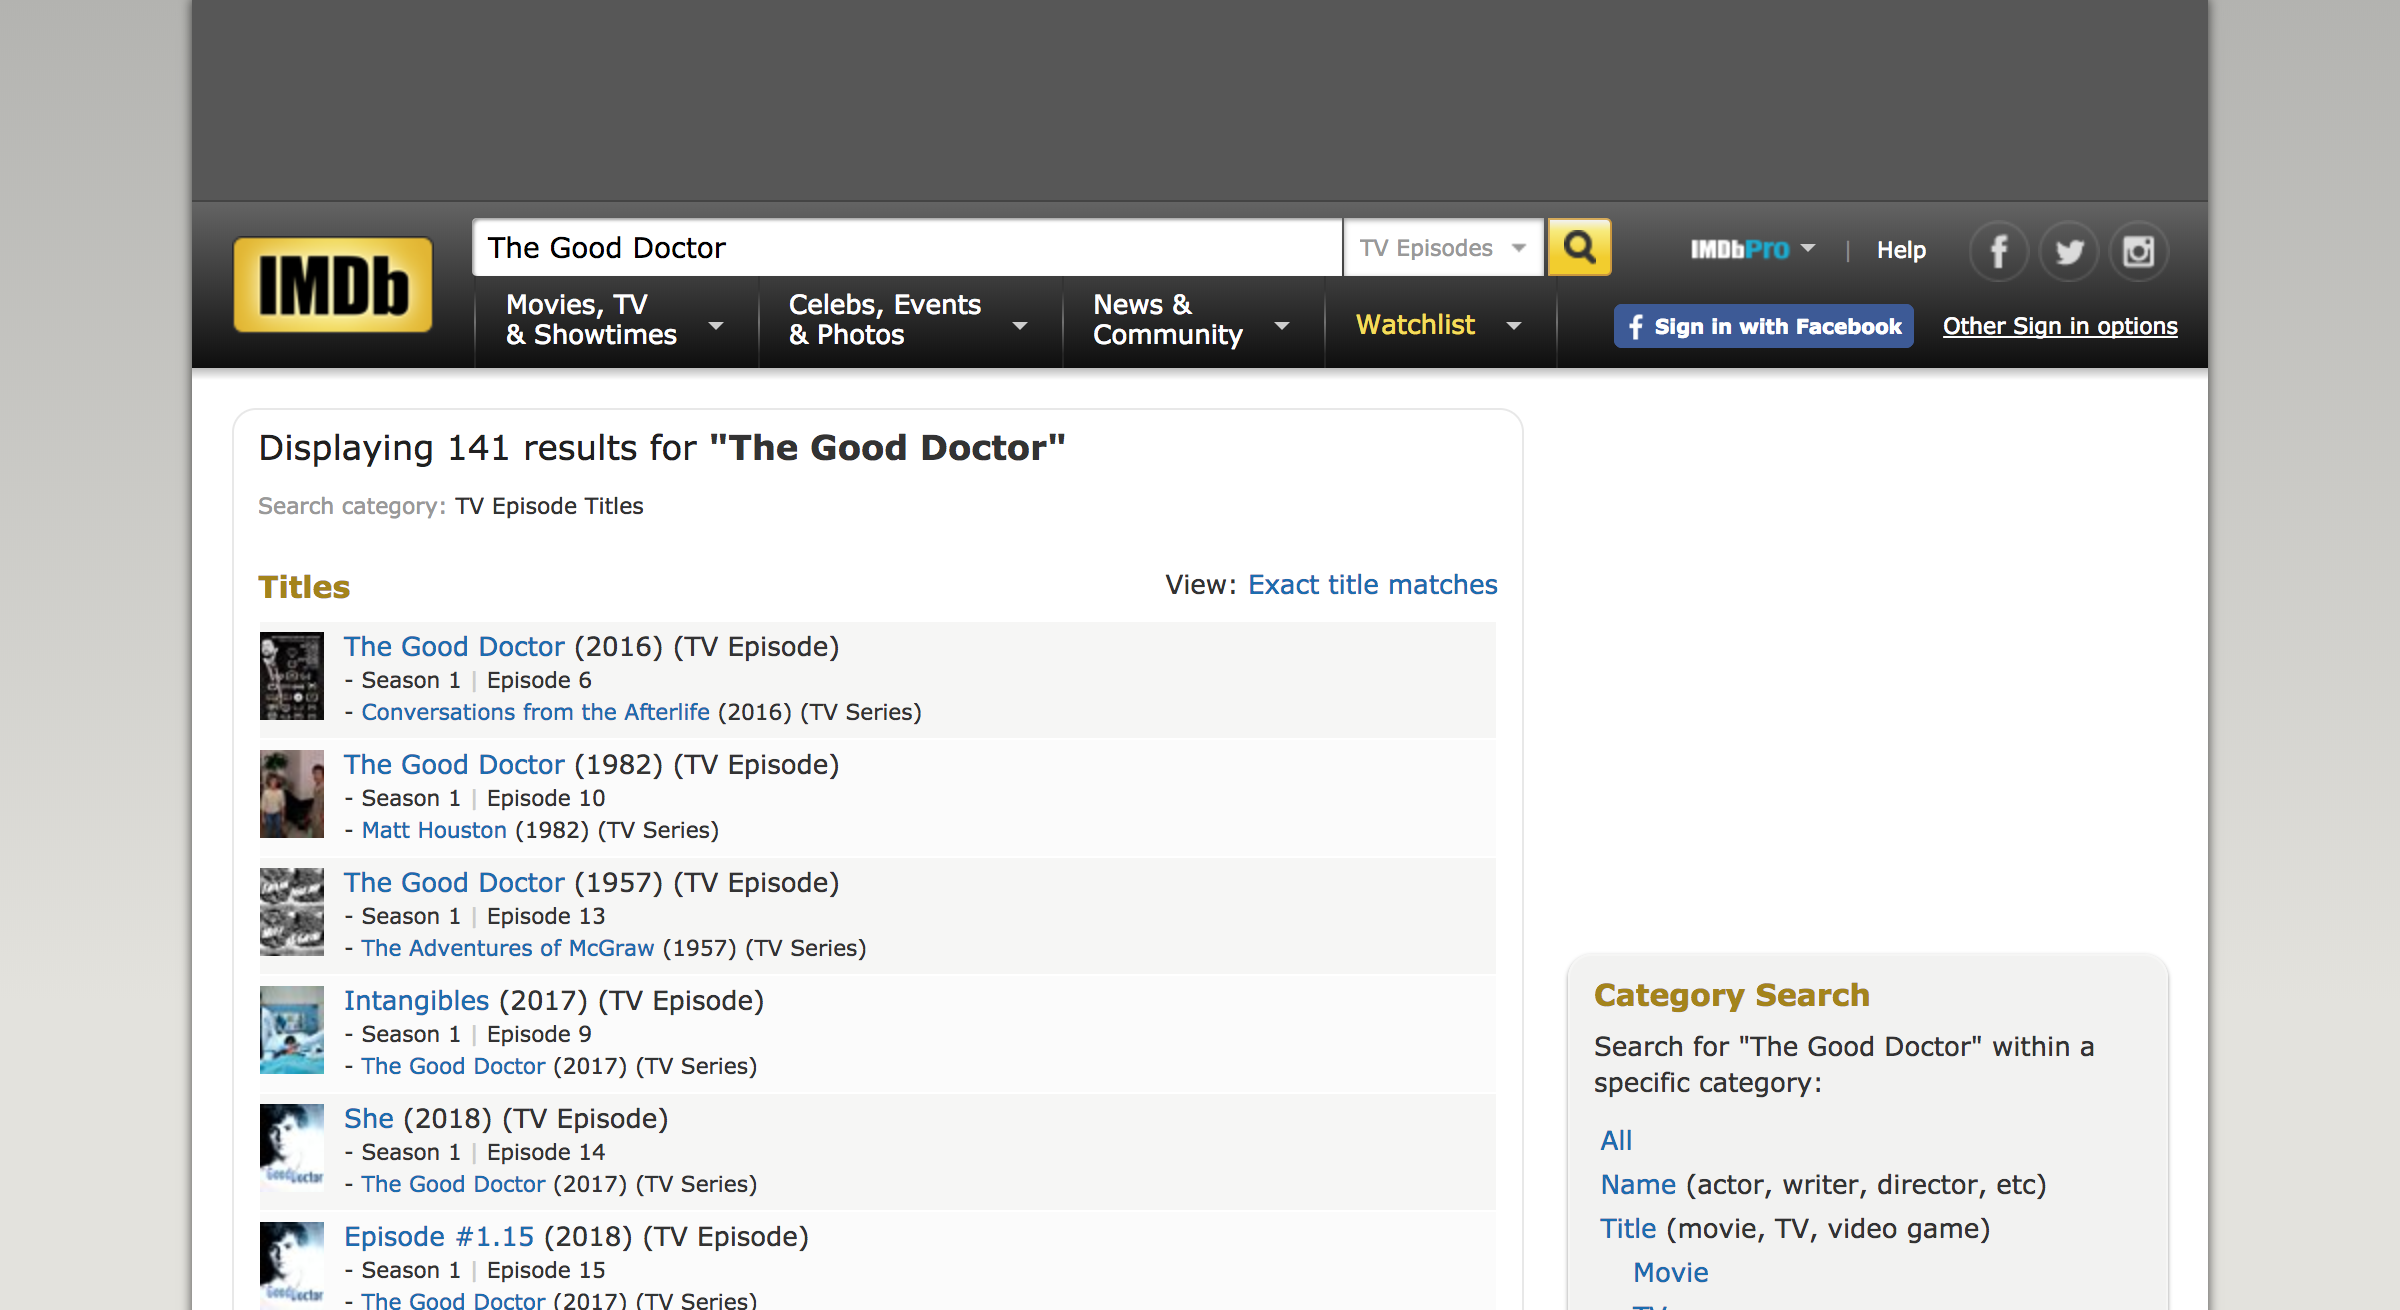 The Good Doctor
TV Episodes
IMDbPro
|
Help
IMDb
Movies, TV
& Showtimes
Celebs, Events
& Photos
News &
Community
Watchlist
Sign in with Facebook
Other Sign in options
Displaying 141 results for "The Good Doctor"
Search category: TV Episode Titles
Titles
View: Exact title matches
The Good Doctor (2016) (TV Episode)
- Season 1 | Episode 6
- Conversations from the Afterlife (2016) (TV Series)
The Good Doctor (1982) (TV Episode)
- Season 1 | Episode 10
- Matt Houston (1982) (TV Series)
The Good Doctor (1957) (TV Episode)
- Season 1 | Episode 13
- The Adventures of McGraw (1957) (TV Series)
Intangibles (2017) (TV Episode)
- Season 1 | Episode 9
- The Good Doctor (2017) (TV Series)
She (2018) (TV Episode)
- Season 1 | Episode 14
- The Good Doctor (2017) (TV Series)
Episode #1.15 (2018) (TV Episode)
- Season 1 | Episode 15
- The Good Doctor (2017) (TV Series)
Category Search
Search for "The Good Doctor" within a
specific category:
All
Name (actor, writer, director, etc)
Title (movie, TV, video game)
Movie
TV